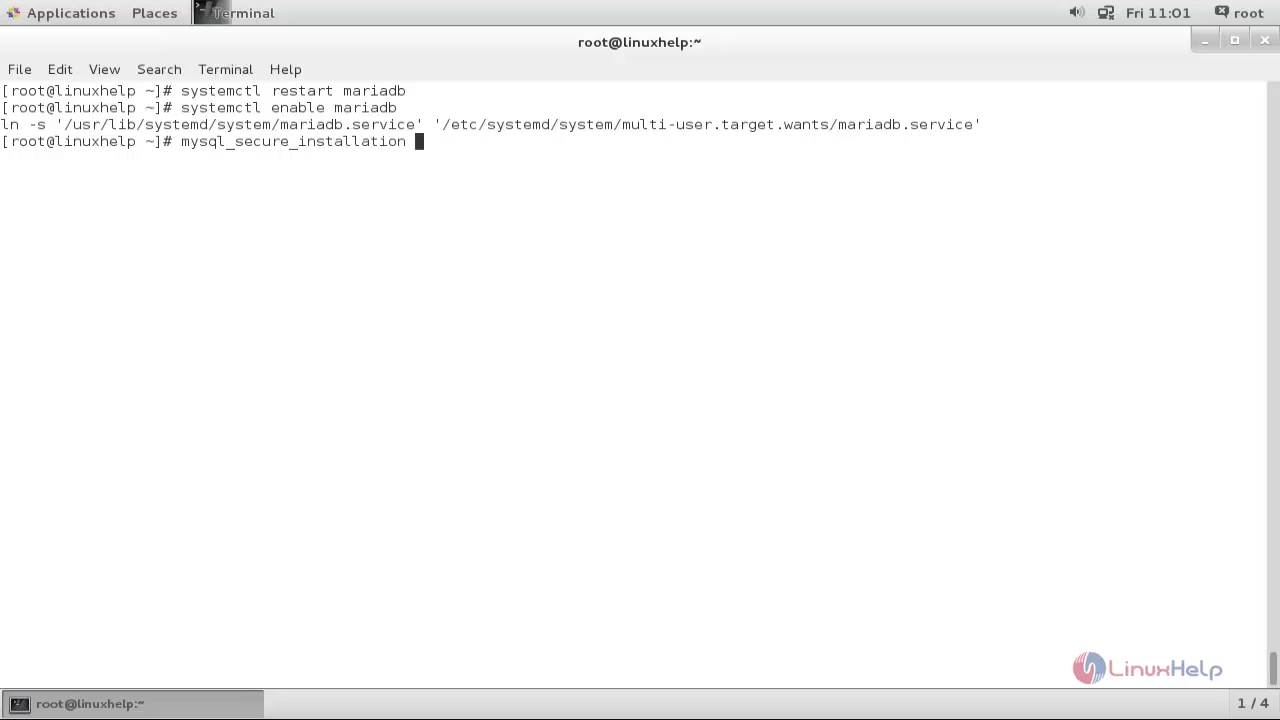 Applications Places Terminal Fri 11:01 root
root@linuxhelp:~
File Edit View Search Terminal Help
[root@linuxhelp ~]# systemctl restart mariadb
[root@linuxhelp ~]# systemctl enable mariadb
ln -s '/usr/lib/systemd/system/mariadb.service' '/etc/systemd/system/multi-user.target.wants/mariadb.service'
[root@linuxhelp ~]# mysql_secure_installation
LinuxHelp
root@linuxhelp:~ 1 / 4